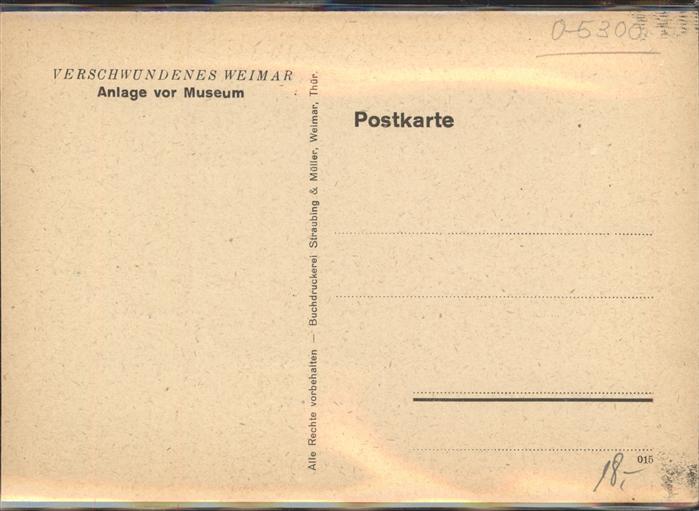 O-5300
VERSCHWUNDENES WEIMAR
Anlage vor Museum
Alle Rechte vorbehalten — Buchdruckerei Straubing & Müller, Weimar, Thür.
Postkarte
015
18,-